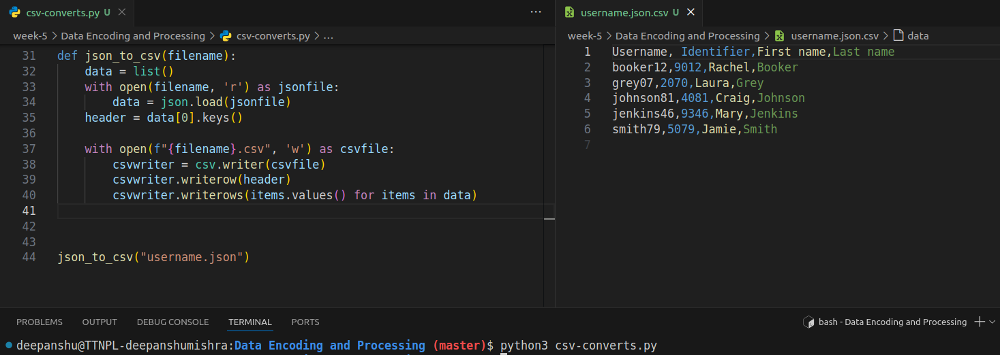 csv-converts.py U
username.json.csv U
week-5 > Data Encoding and Processing > csv-converts.py > ...
week-5 > Data Encoding and Processing > username.json.csv > data
31 def json_to_csv(filename):
32     data = list()
33     with open(filename, 'r') as jsonfile:
34         data = json.load(jsonfile)
35     header = data[0].keys()
36
37     with open(f"{filename}.csv", 'w') as csvfile:
38         csvwriter = csv.writer(csvfile)
39         csvwriter.writerow(header)
40         csvwriter.writerows(items.values() for items in data)
41
42
43
44 json_to_csv("username.json")
1 Username, Identifier,First name,Last name
2 booker12,9012,Rachel,Booker
3 grey07,2070,Laura,Grey
4 johnson81,4081,Craig,Johnson
5 jenkins46,9346,Mary,Jenkins
6 smith79,5079,Jamie,Smith
7
PROBLEMS OUTPUT DEBUG CONSOLE TERMINAL PORTS
bash - Data Encoding and Processing
deepanshu@TTNPL-deepanshumishra:Data Encoding and Processing (master)$ python3 csv-converts.py